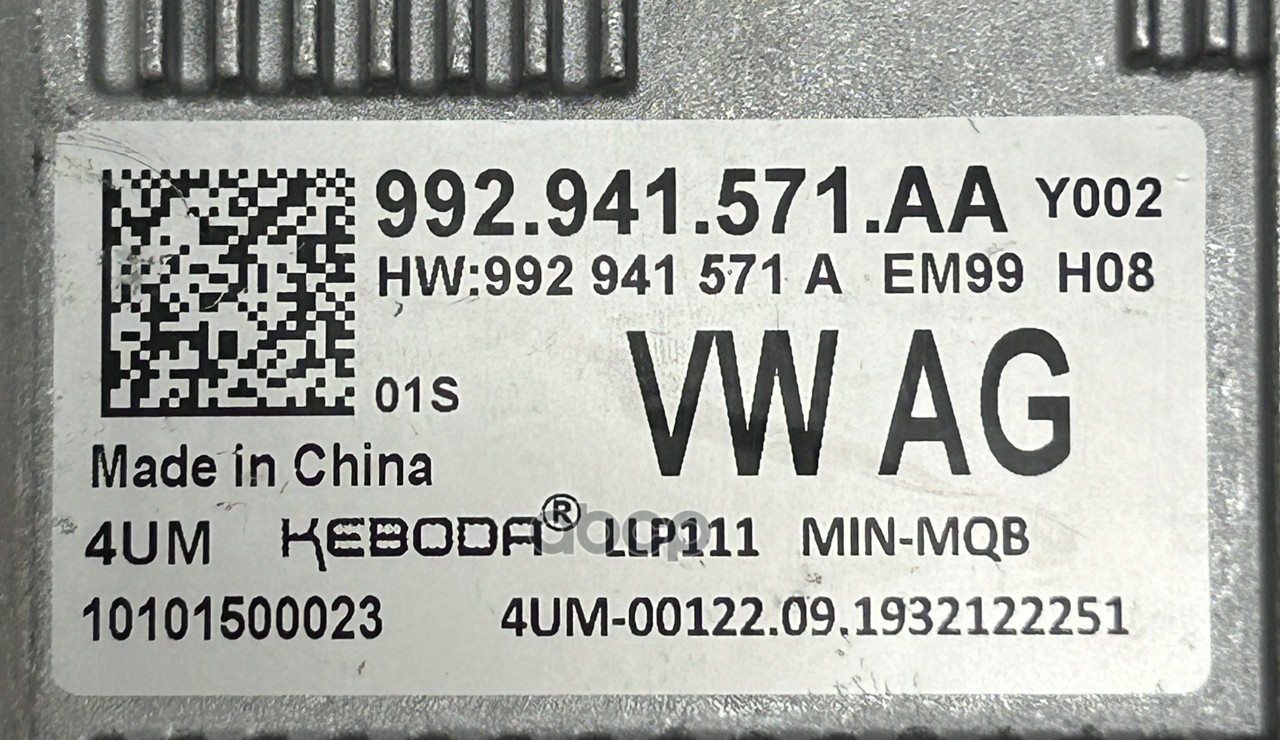 992.941.571.AA Y002
HW:992 941 571 A EM99 H08
VW AG
01S
Made in China
4UM KEBODA® LLP111 MIN-MQB
10101500023 4UM-00122.09.1932122251